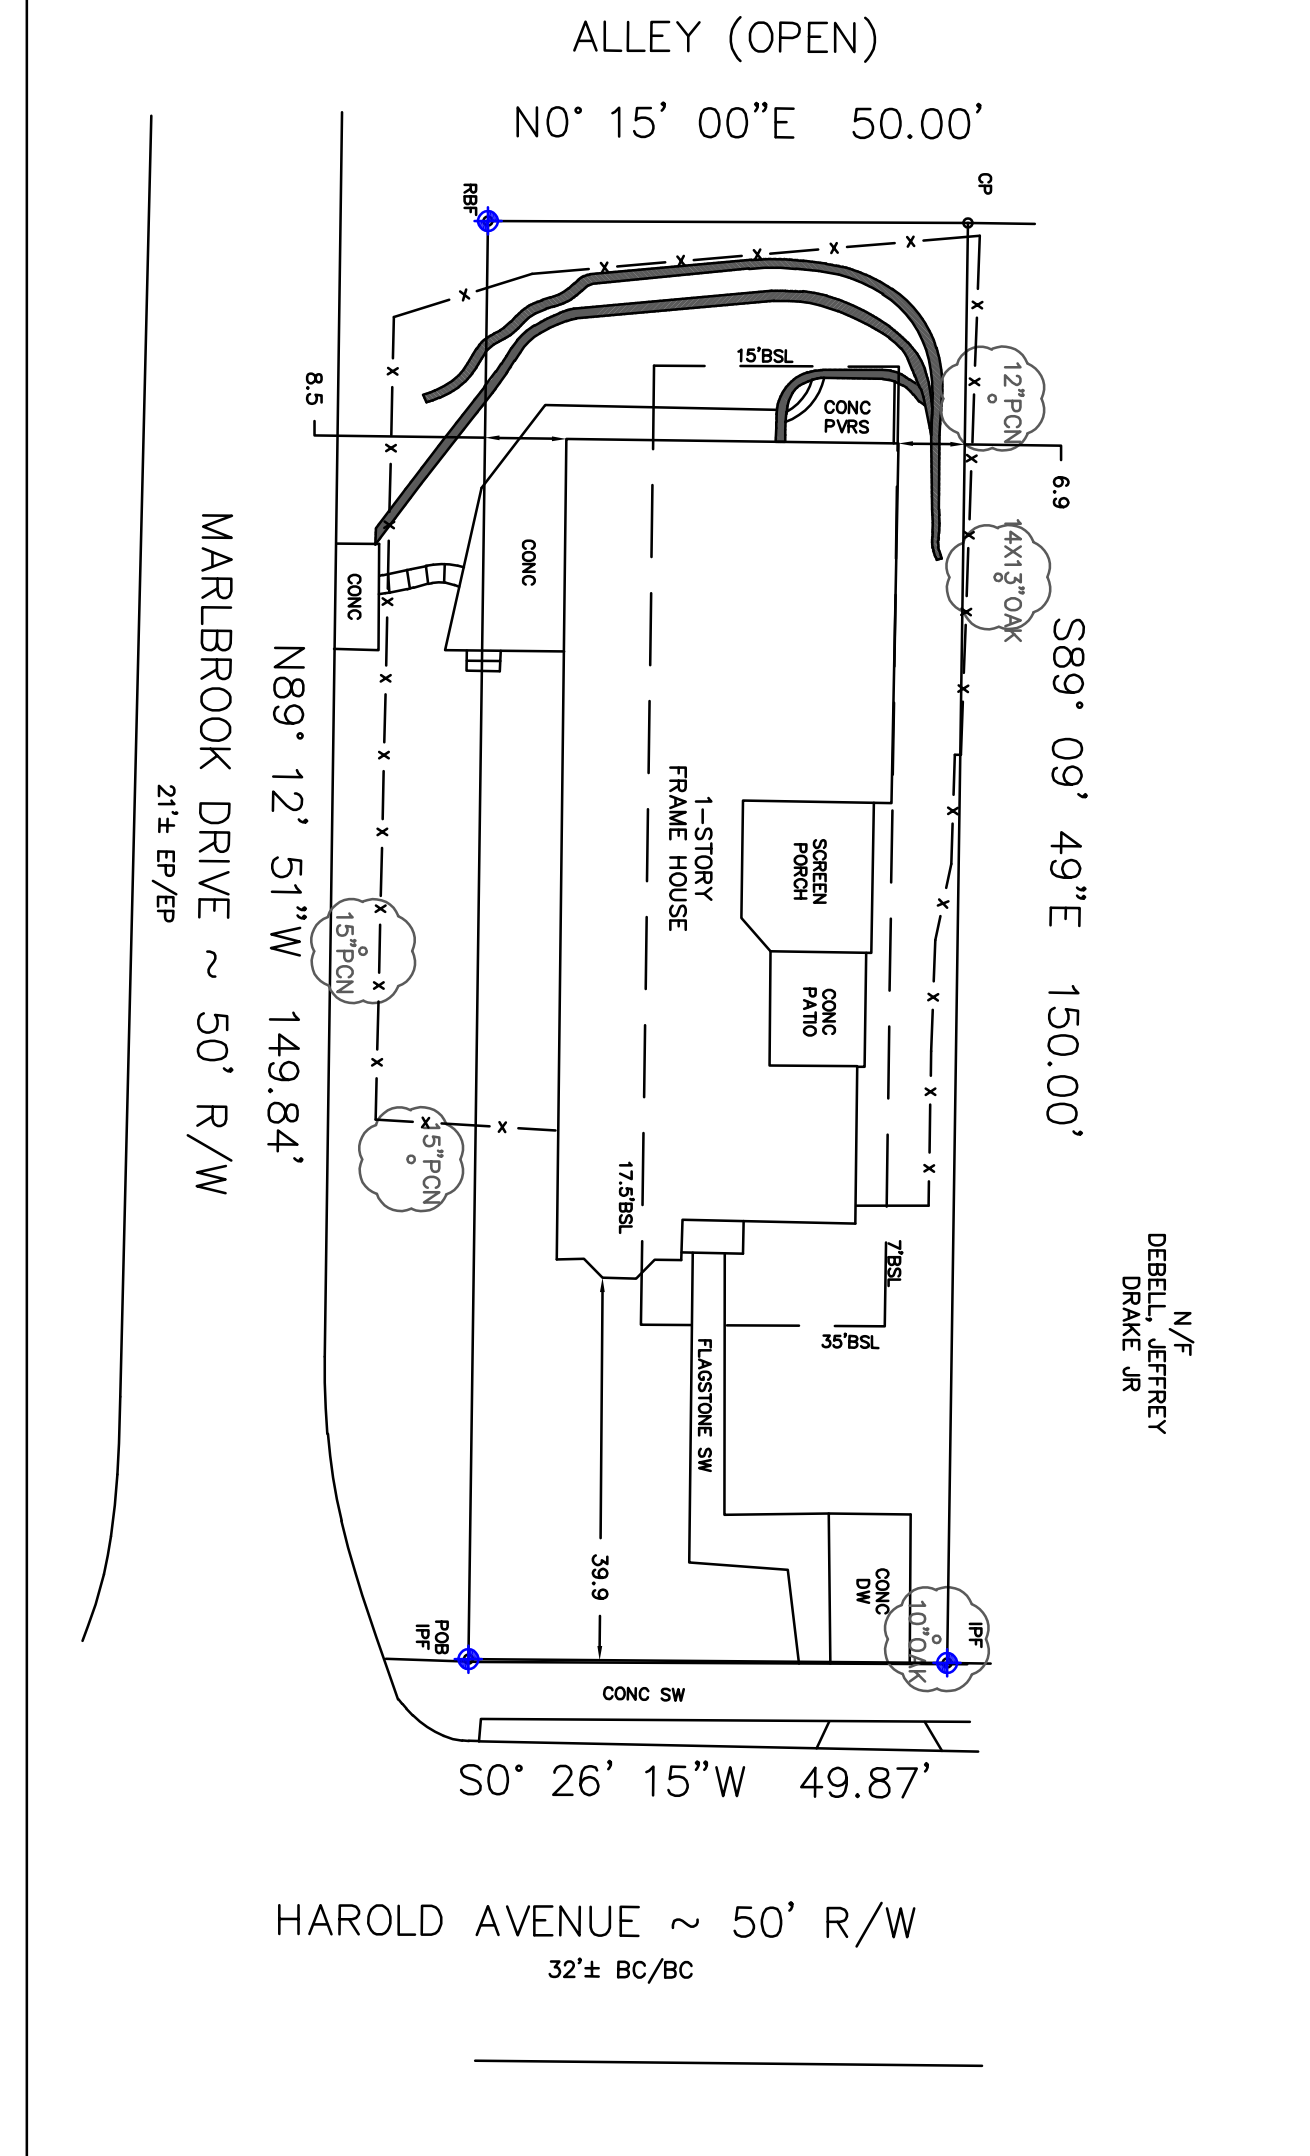 ALLEY (OPEN)
N0° 15' 00"E 50.00'
CP
RBF
15'BSL
8.5
CONC
PVRS
12"PCN
6.9
14X13"OAK
CONC
CONC
S89° 09' 49"E 150.00'
MARLBROOK DRIVE ~ 50' R/W
N89° 12' 51"W 149.84'
21'± EP/EP
1-STORY
FRAME HOUSE
SCREEN
PORCH
CONC
PATIO
15"PCN
15"PCN
17.5'BSL
7'BSL
35'BSL
N/F
DEBELL, JEFFREY
DRAKE JR
FLAGSTONE SW
39.9
CONC
DW
10"OAK
IPF
POB
IPF
CONC SW
S0° 26' 15"W 49.87'
HAROLD AVENUE ~ 50' R/W
32'± BC/BC